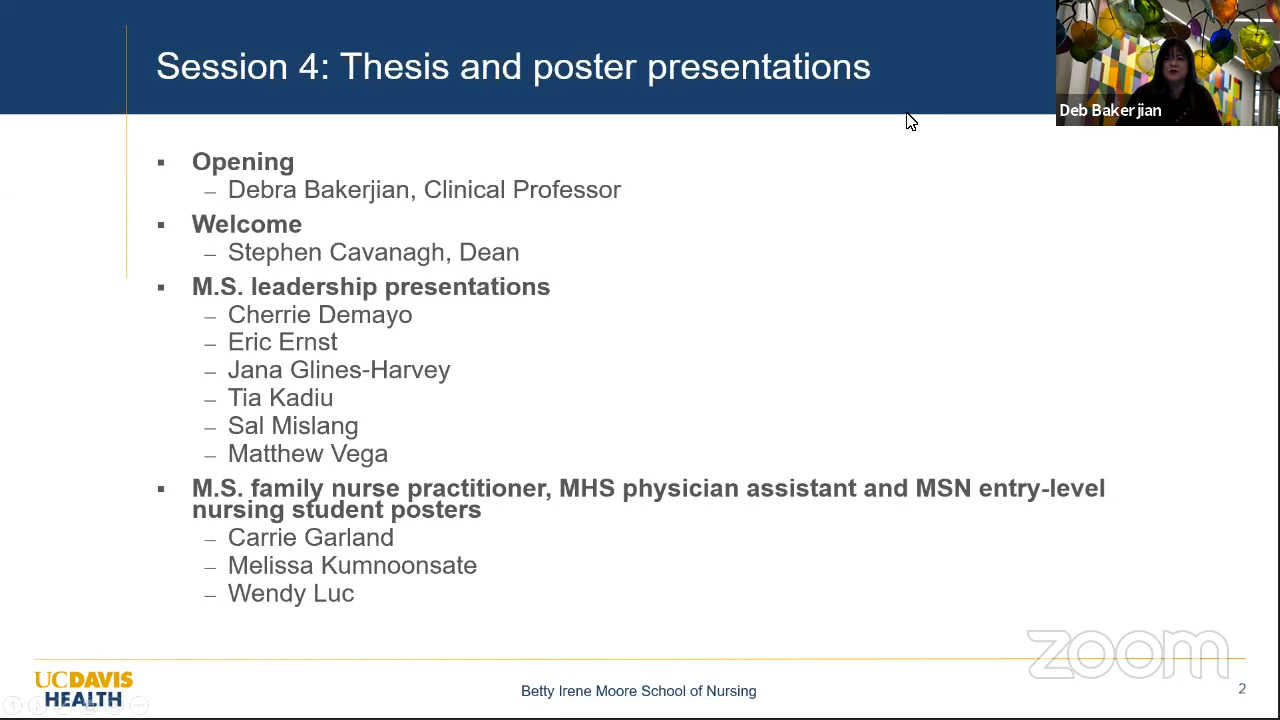 Session 4: Thesis and poster presentations
Deb Bakerjian
▪ Opening
– Debra Bakerjian, Clinical Professor
▪ Welcome
– Stephen Cavanagh, Dean
▪ M.S. leadership presentations
– Cherrie Demayo
– Eric Ernst
– Jana Glines-Harvey
– Tia Kadiu
– Sal Mislang
– Matthew Vega
▪ M.S. family nurse practitioner, MHS physician assistant and MSN entry-level
nursing student posters
– Carrie Garland
– Melissa Kumnoonsate
– Wendy Luc
zoom
UCDAVIS
HEALTH
Betty Irene Moore School of Nursing
2